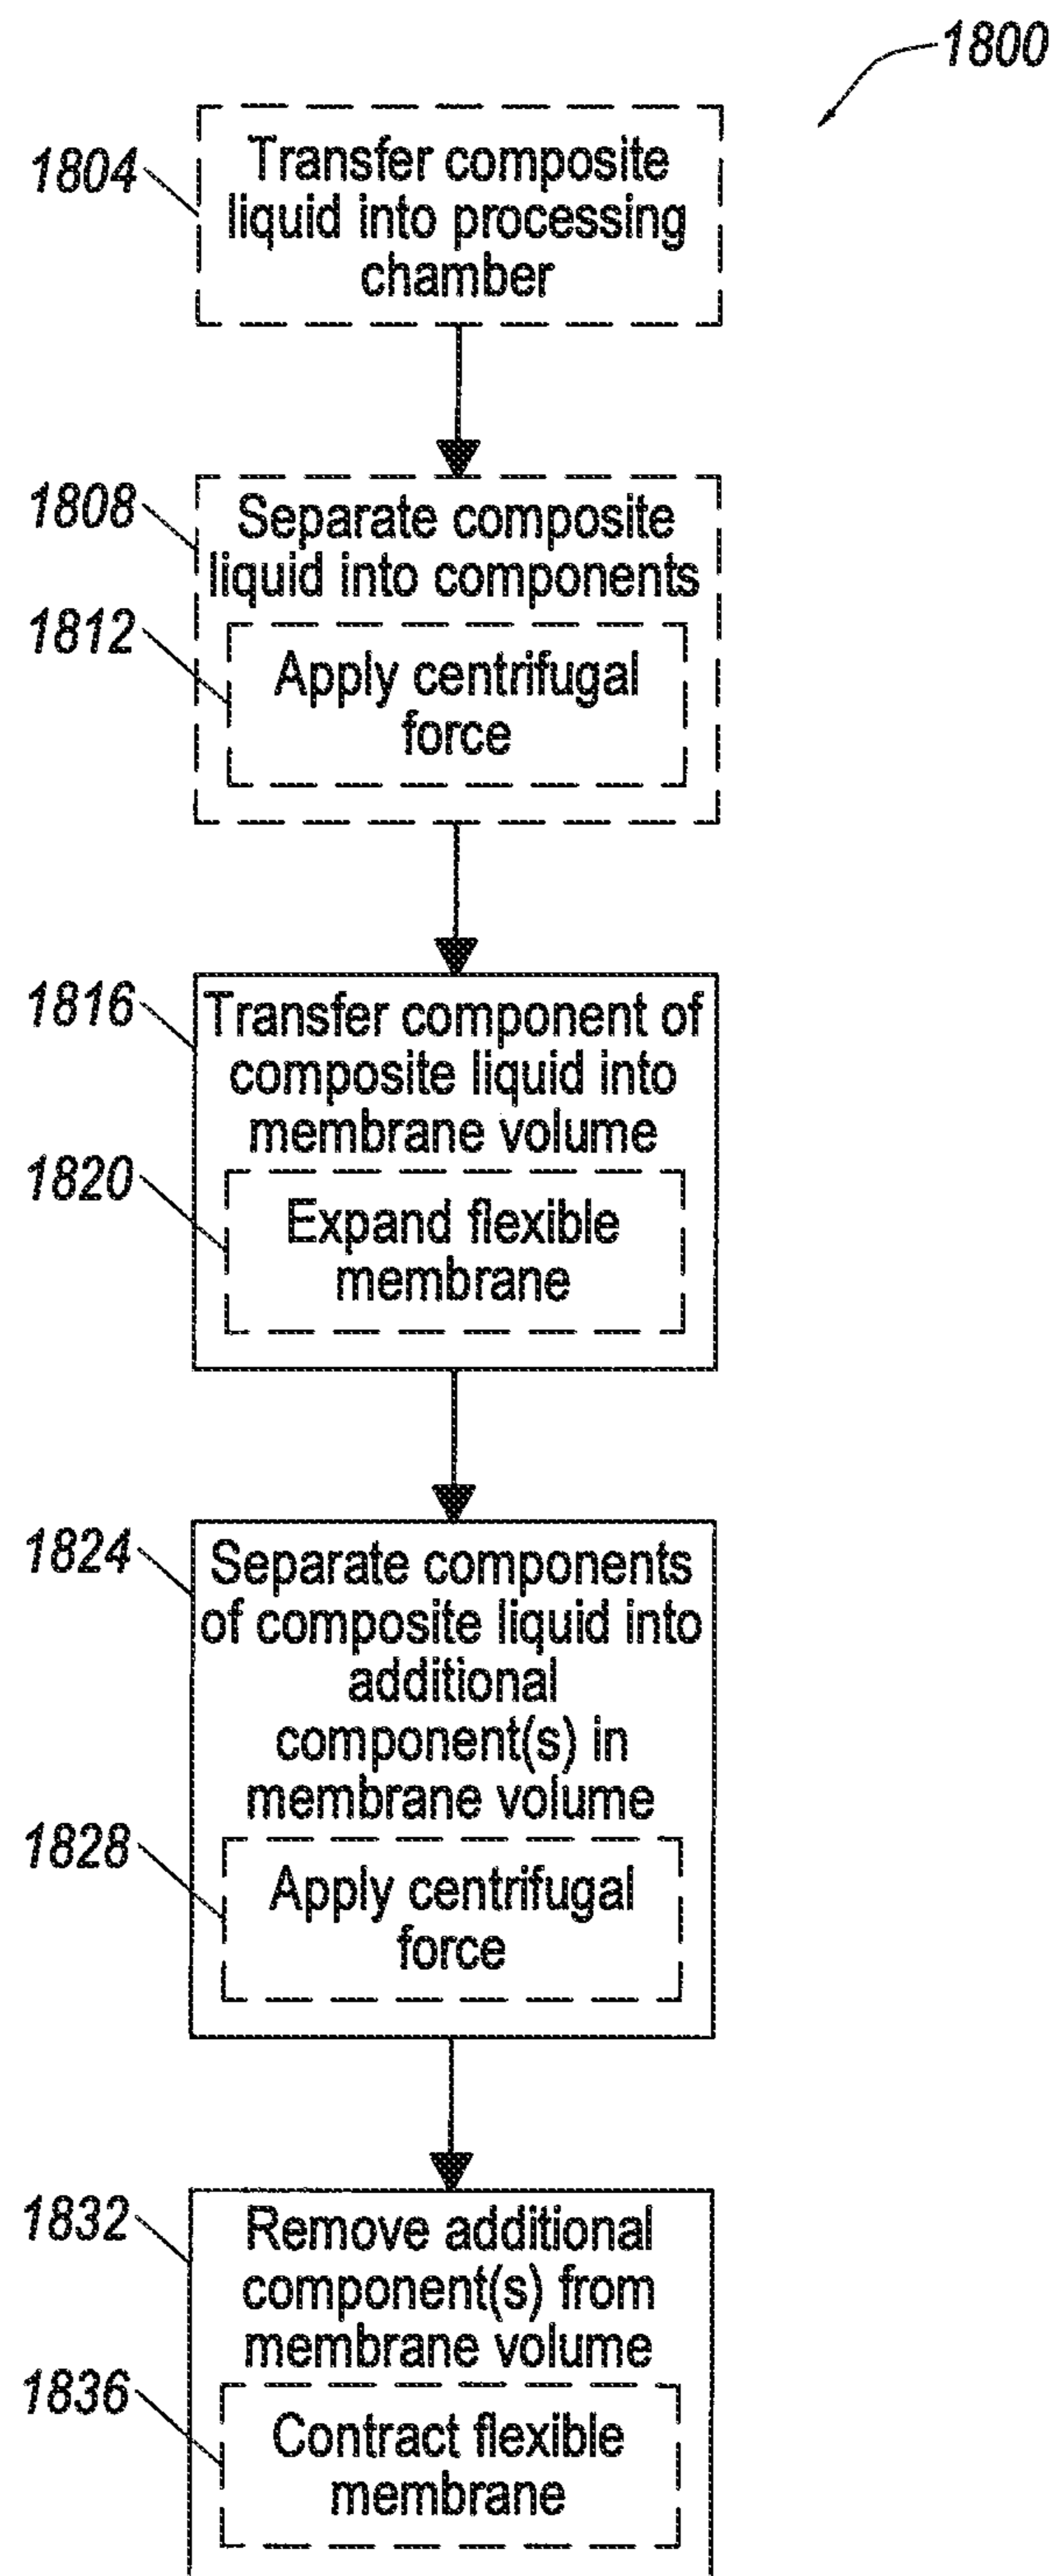 1800
1804
Transfer composite
liquid into processing
chamber
1808
Separate composite
liquid into components
1812
Apply centrifugal
force
1816
Transfer component of
composite liquid into
membrane volume
1820
Expand flexible
membrane
1824
Separate components
of composite liquid into
additional
component(s) in
membrane volume
1828
Apply centrifugal
force
1832
Remove additional
component(s) from
membrane volume
1836
Contract flexible
membrane